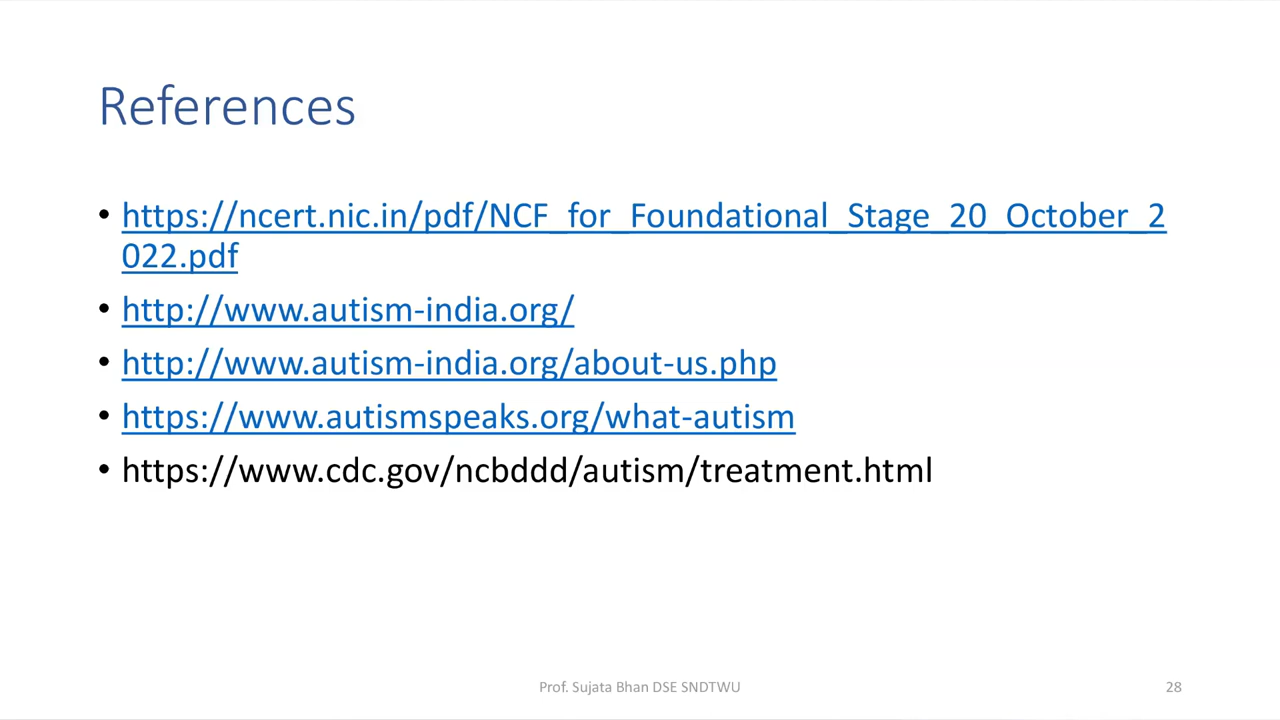 References
• https://ncert.nic.in/pdf/NCF_for_Foundational_Stage_20_October_2
022.pdf
• http://www.autism-india.org/
• http://www.autism-india.org/about-us.php
• https://www.autismspeaks.org/what-autism
• https://www.cdc.gov/ncbddd/autism/treatment.html
Prof. Sujata Bhan DSE SNDTWU
28